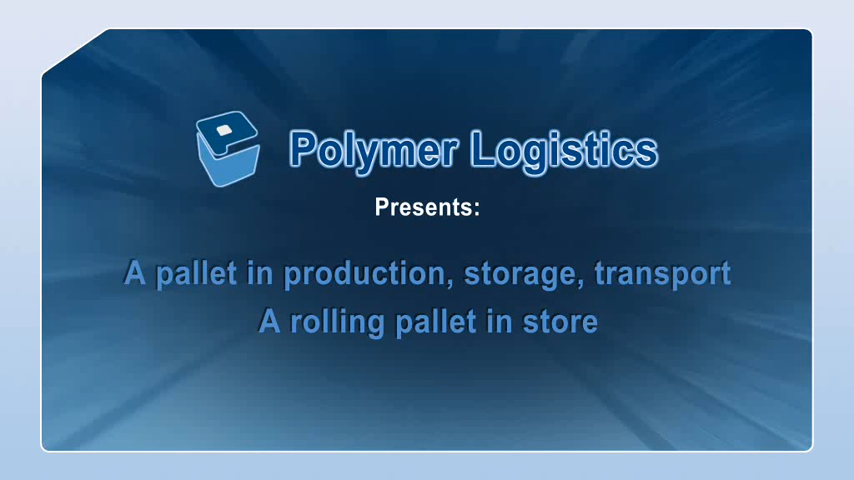 Polymer Logistics
Presents:
A pallet in production, storage, transport
A rolling pallet in store